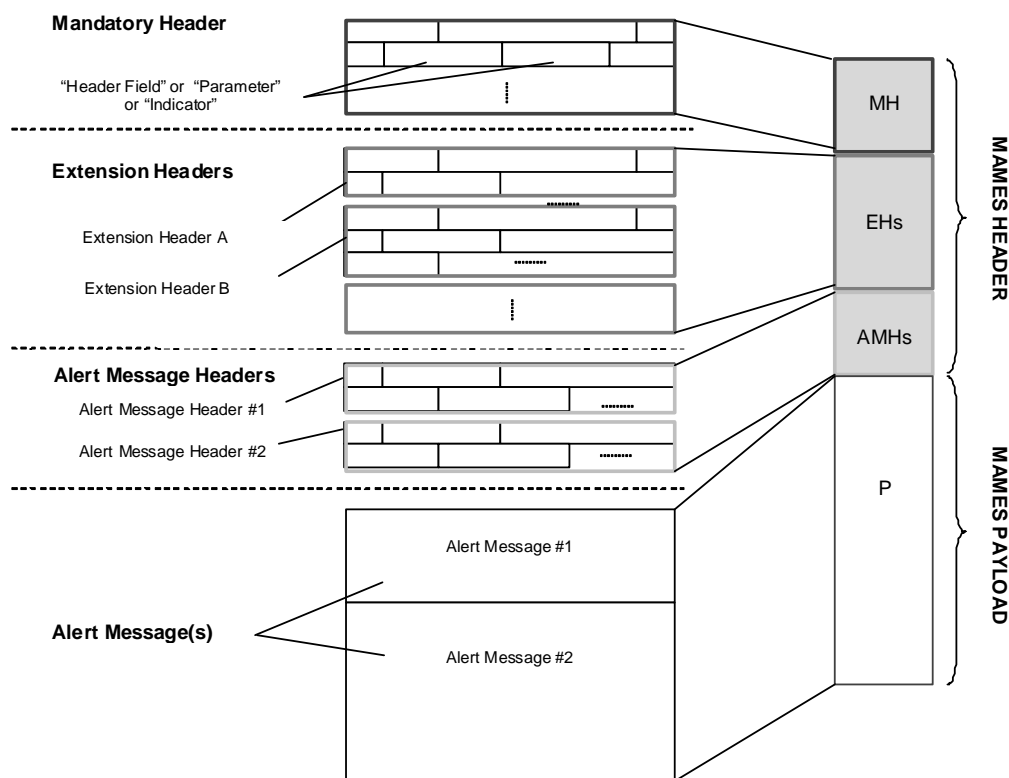 Mandatory Header
“Header Field” or “Parameter”
or “Indicator”
Extension Headers
Extension Header A
Extension Header B
Alert Message Headers
Alert Message Header #1
Alert Message Header #2
Alert Message(s)
Alert Message #1
Alert Message #2
MH
EHs
AMHs
P
MAMES HEADER
MAMES PAYLOAD